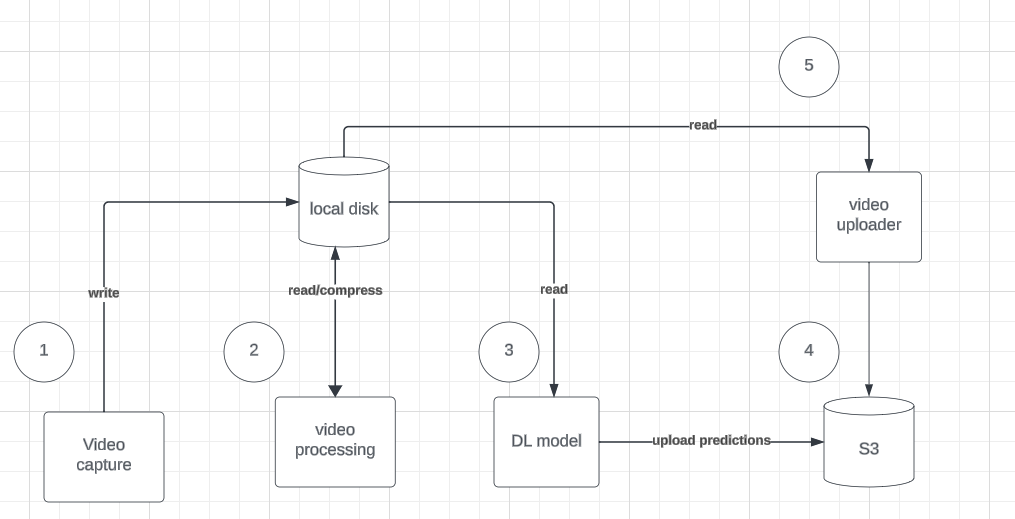 5
read
local disk
video
uploader
write
read/compress
read
1
2
3
4
Video
capture
video
processing
DL model
upload predictions
S3